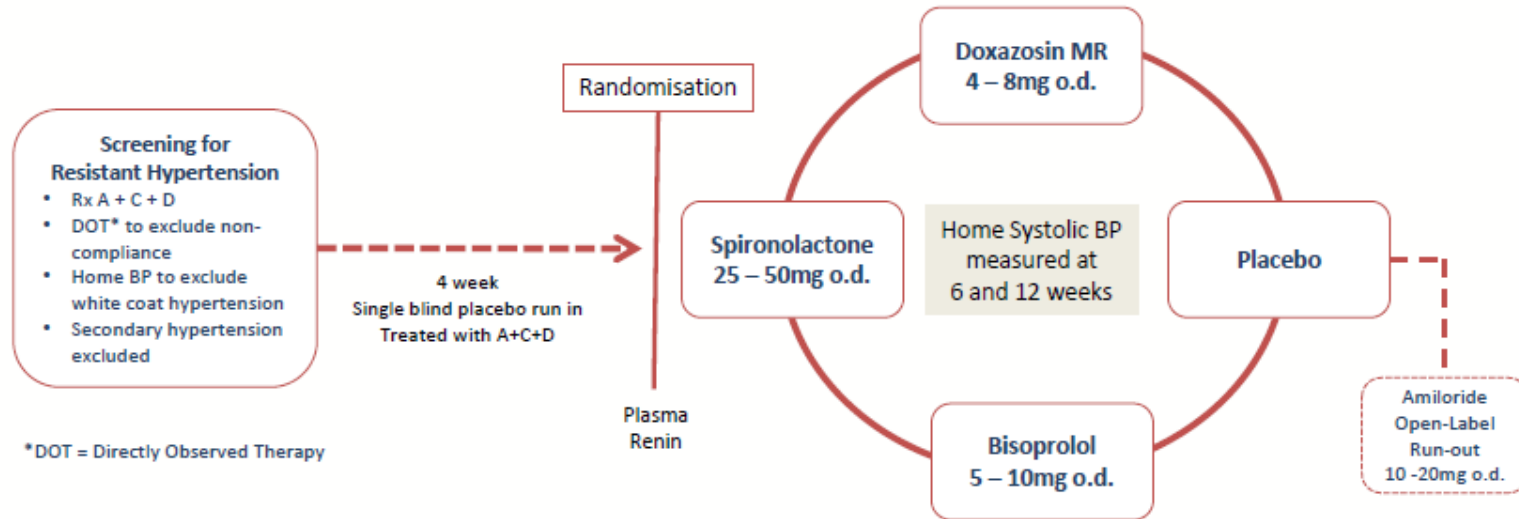 Screening for
Resistant Hypertension
• Rx A + C + D
• DOT* to exclude non-
compliance
• Home BP to exclude
white coat hypertension
• Secondary hypertension
excluded
*DOT = Directly Observed Therapy
4 week
Single blind placebo run in
Treated with A+C+D
Randomisation
Plasma
Renin
Doxazosin MR
4 – 8mg o.d.
Spironolactone
25 – 50mg o.d.
Home Systolic BP
measured at
6 and 12 weeks
Placebo
Bisoprolol
5 – 10mg o.d.
Amiloride
Open-Label
Run-out
10 -20mg o.d.